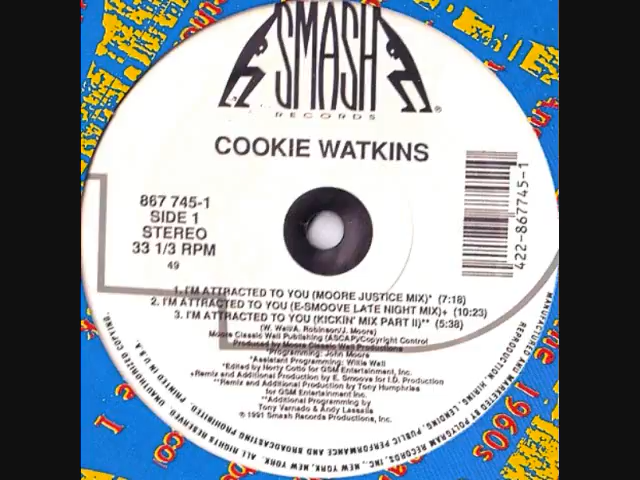 SMASH
RECORDS
®
COOKIE WATKINS
867 745-1
SIDE 1
STEREO
33 1/3 RPM
49
422-867745-1
1. I'M ATTRACTED TO YOU (MOORE JUSTICE MIX)* (7:18)
2. I'M ATTRACTED TO YOU (E-SMOOVE LATE NIGHT MIX)+ (10:23)
3. I'M ATTRACTED TO YOU (KICKIN' MIX PART II)** (5:38)
(W. Wall/A. Robinson/J. Moore)
Moore Classic Wall Publishing (ASCAP)/Copyright Control
Produced by Moore Classic Wall Productions
*Programming: John Moore
*Assistant Programming: Willie Wall
*Edited by Norty Cotto for GSM Entertainment, Inc.
+Remix and Additional Production by E. Smoove for I.D. Production
**Remix and Additional Production by Tony Humphries
for GSM Entertainment, Inc.
**Additional Programming by
Tony Varnado & Andy Lassalia
© 1991 Smash Records Productions, Inc.
MANUFACTURED AND MARKETED BY POLYGRAM RECORDS, INC., NEW YORK, NEW YORK. ALL RIGHTS RESERVED. UNAUTHORIZED COPYING, REPRODUCTION, HIRING, LENDING, PUBLIC PERFORMANCE AND BROADCASTING PROHIBITED. PRINTED IN U.S.A.
the 1960s